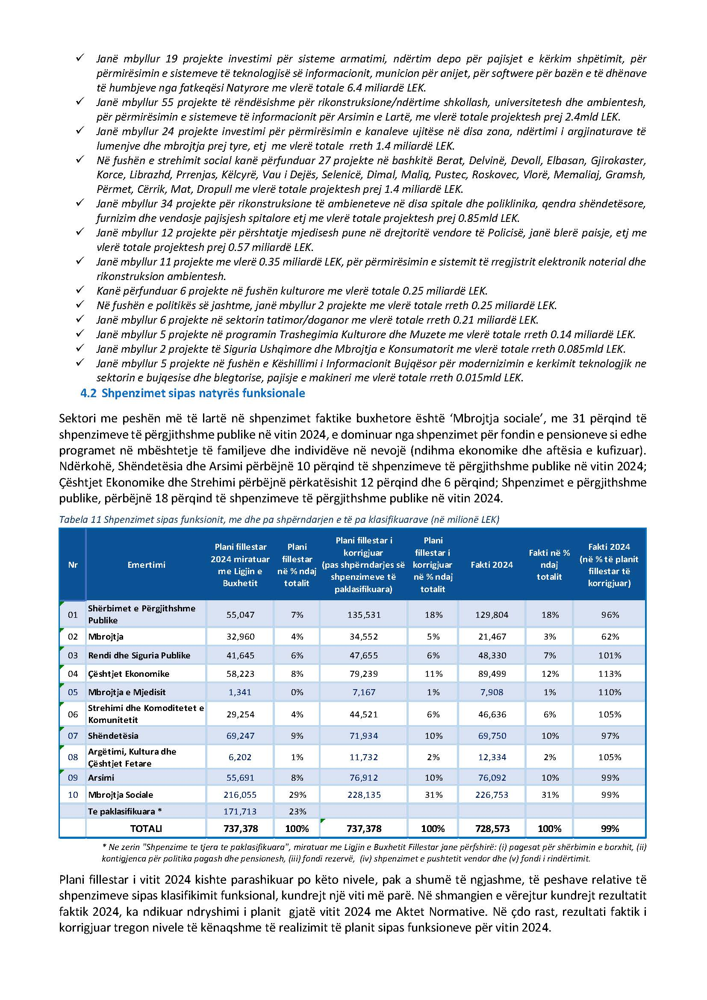 ✓ Janë mbyllur 19 projekte investimi për sisteme armatimi, ndërtim depo për pajisjet e kërkim shpëtimit, për
përmirësimin e sistemeve të teknologjisë së informacionit, municion për anijet, për softwere për bazën e të dhënave
të humbjeve nga fatkeqësi Natyrore me vlerë totale 6.4 miliardë LEK.
✓ Janë mbyllur 55 projekte të rëndësishme për rikonstruksione/ndërtime shkollash, universitetesh dhe ambientesh,
për përmirësimin e sistemeve të informacionit për Arsimin e Lartë, me vlerë totale projektesh prej 2.4mld LEK.
✓ Janë mbyllur 24 projekte investimi për përmirësimin e kanaleve ujitëse në disa zona, ndërtimi i argjinaturave të
lumenjve dhe mbrojtja prej tyre, etj me vlerë totale rreth 1.4 miliardë LEK.
✓ Në fushën e strehimit social kanë përfunduar 27 projekte në bashkitë Berat, Delvinë, Devoll, Elbasan, Gjirokaster,
Korce, Librazhd, Prrenjas, Këlcyrë, Vau i Dejës, Selenicë, Dimal, Maliq, Pustec, Roskovec, Vlorë, Memaliaj, Gramsh,
Përmet, Cërrik, Mat, Dropull me vlerë totale projektesh prej 1.4 miliardë LEK.
✓ Janë mbyllur 34 projekte për rikonstruksione të ambieneteve në disa spitale dhe poliklinika, qendra shëndetësore,
furnizim dhe vendosje pajisjesh spitalore etj me vlerë totale projektesh prej 0.85mld LEK.
✓ Janë mbyllur 12 projekte për përshtatje mjedisesh pune në drejtoritë vendore të Policisë, janë blerë paisje, etj me
vlerë totale projektesh prej 0.57 miliardë LEK.
✓ Janë mbyllur 11 projekte me vlerë 0.35 miliardë LEK, për përmirësimin e sistemit të rregjistrit elektronik noterial dhe
rikonstruksion ambientesh.
✓ Kanë përfunduar 6 projekte në fushën kulturore me vlerë totale 0.25 miliardë LEK.
✓ Në fushën e politikës së jashtme, janë mbyllur 2 projekte me vlerë totale rreth 0.25 miliardë LEK.
✓ Janë mbyllur 6 projekte në sektorin tatimor/doganor me vlerë totale rreth 0.21 miliardë LEK.
✓ Janë mbyllur 5 projekte në programin Trashegimia Kulturore dhe Muzete me vlerë totale rreth 0.14 miliardë LEK.
✓ Janë mbyllur 2 projekte të Siguria Ushqimore dhe Mbrojtja e Konsumatorit me vlerë totale rreth 0.085mld LEK.
✓ Janë mbyllur 5 projekte në fushën e Këshillimi i Informacionit Bujqësor për modernizimin e kerkimit teknologjik ne
sektorin e bujqesise dhe blegtorise, pajisje e makineri me vlerë totale rreth 0.015mld LEK.
4.2 Shpenzimet sipas natyrës funksionale
Sektori me peshën më të lartë në shpenzimet faktike buxhetore është ‘Mbrojtja sociale’, me 31 përqind të
shpenzimeve të përgjithshme publike në vitin 2024, e dominuar nga shpenzimet për fondin e pensioneve si edhe
programet në mbështetje të familjeve dhe individëve në nevojë (ndihma ekonomike dhe aftësia e kufizuar).
Ndërkohë, Shëndetësia dhe Arsimi përbëjnë 10 përqind të shpenzimeve të përgjithshme publike në vitin 2024;
Çështjet Ekonomike dhe Strehimi përbëjnë përkatësishit 12 përqind dhe 6 përqind; Shpenzimet e përgjithshme
publike, përbëjnë 18 përqind të shpenzimeve të përgjithshme publike në vitin 2024.
Tabela 11 Shpenzimet sipas funksionit, me dhe pa shpërndarjen e të pa klasifikuarave (në milionë LEK)
Nr
Emertimi
Plani fillestar
2024 miratuar
me Ligjin e
Buxhetit
Plani
fillestar
në % ndaj
totalit
Plani fillestar i
korrigjuar
(pas shpërndarjes së
shpenzimeve të
paklasifikuara)
Plani
fillestar i
korrigjuar
në % ndaj
totalit
Fakti 2024
Fakti në %
ndaj
totalit
Fakti 2024
(në % të planit
fillestar të
korrigjuar)
01 Shërbimet e Përgjithshme
Publike 55,047 7% 135,531 18% 129,804 18% 96%
02 Mbrojtja 32,960 4% 34,552 5% 21,467 3% 62%
03 Rendi dhe Siguria Publike 41,645 6% 47,655 6% 48,330 7% 101%
04 Çështjet Ekonomike 58,223 8% 79,239 11% 89,499 12% 113%
05 Mbrojtja e Mjedisit 1,341 0% 7,167 1% 7,908 1% 110%
06 Strehimi dhe Komoditetet e
Komunitetit 29,254 4% 44,521 6% 46,636 6% 105%
07 Shëndetësia 69,247 9% 71,934 10% 69,750 10% 97%
08 Argëtimi, Kultura dhe
Çështjet Fetare 6,202 1% 11,732 2% 12,334 2% 105%
09 Arsimi 55,691 8% 76,912 10% 76,092 10% 99%
10 Mbrojtja Sociale 216,055 29% 228,135 31% 226,753 31% 99%
Te paklasifikuara * 171,713 23%
TOTALI 737,378 100% 737,378 100% 728,573 100% 99%
* Ne zerin "Shpenzime te tjera te paklasifikuara", miratuar me Ligjin e Buxhetit Fillestar jane përfshirë: (i) pagesat për shërbimin e borxhit, (ii)
kontigjenca për politika pagash dhe pensionesh, (iii) fondi rezervë, (iv) shpenzimet e pushtetit vendor dhe (v) fondi i rindërtimit.
Plani fillestar i vitit 2024 kishte parashikuar po këto nivele, pak a shumë të ngjashme, të peshave relative të
shpenzimeve sipas klasifikimit funksional, kundrejt një viti më parë. Në shmangien e vërejtur kundrejt rezultatit
faktik 2024, ka ndikuar ndryshimi i planit gjatë vitit 2024 me Aktet Normative. Në çdo rast, rezultati faktik i
korrigjuar tregon nivele të kënaqshme të realizimit të planit sipas funksioneve për vitin 2024.